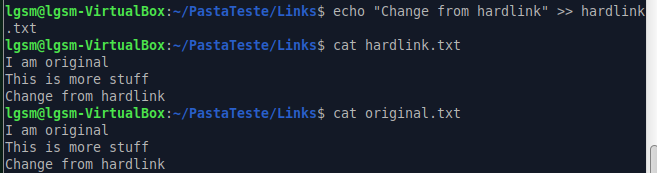 lgsm@lgsm-VirtualBox:~/PastaTeste/Links$ echo "Change from hardlink" >> hardlink
.txt
lgsm@lgsm-VirtualBox:~/PastaTeste/Links$ cat hardlink.txt
I am original
This is more stuff
Change from hardlink
lgsm@lgsm-VirtualBox:~/PastaTeste/Links$ cat original.txt
I am original
This is more stuff
Change from hardlink